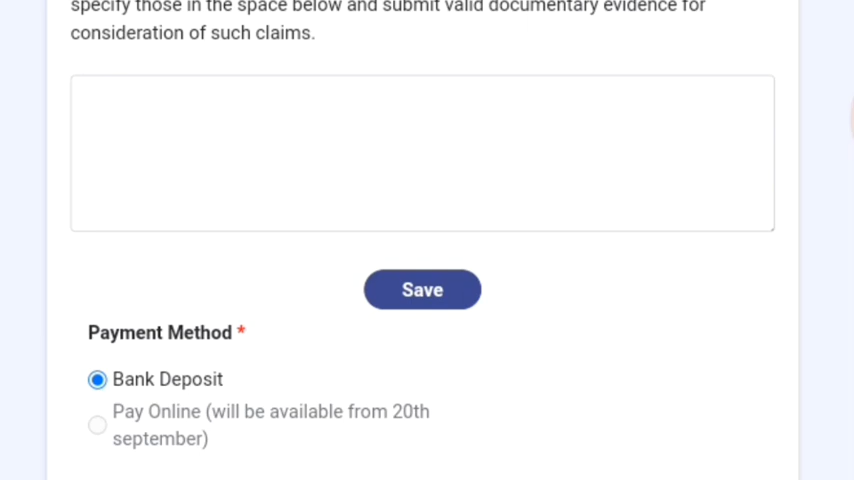 specify those in the space below and submit valid documentary evidence for
consideration of such claims.
Save
Payment Method *
Bank Deposit
Pay Online (will be available from 20th
september)